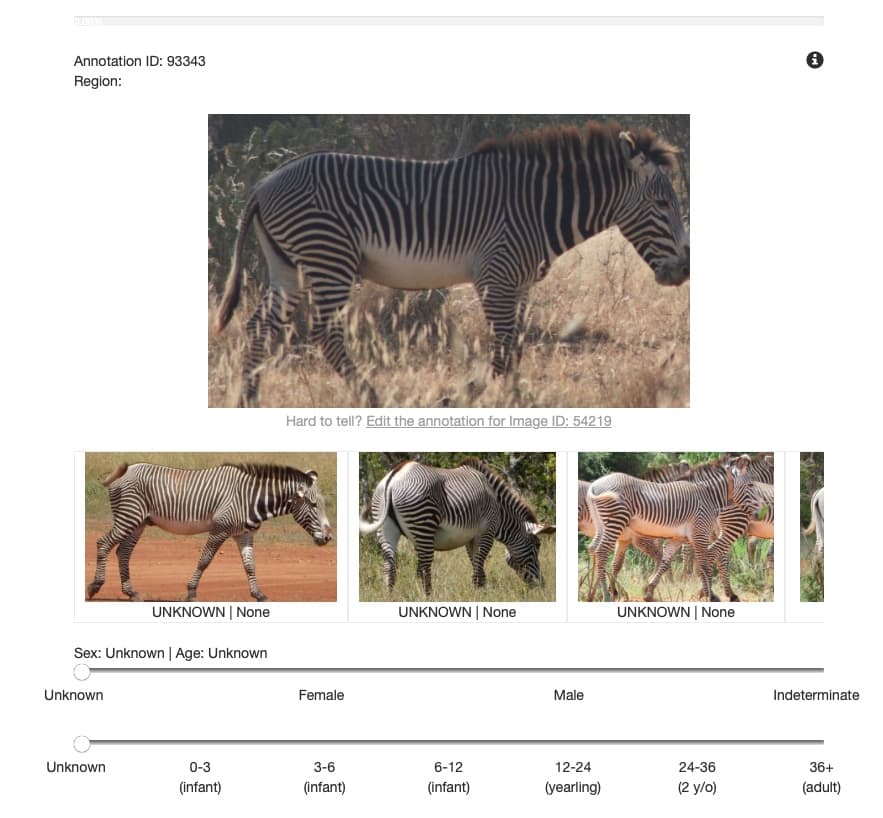 Annotation ID: 93343
Region:
Hard to tell? Edit the annotation for Image ID: 54219
UNKNOWN | None
UNKNOWN | None
UNKNOWN | None
Sex: Unknown | Age: Unknown
Unknown
Female
Male
Indeterminate
Unknown
0-3
(infant)
3-6
(infant)
6-12
(infant)
12-24
(yearling)
24-36
(2 y/o)
36+
(adult)